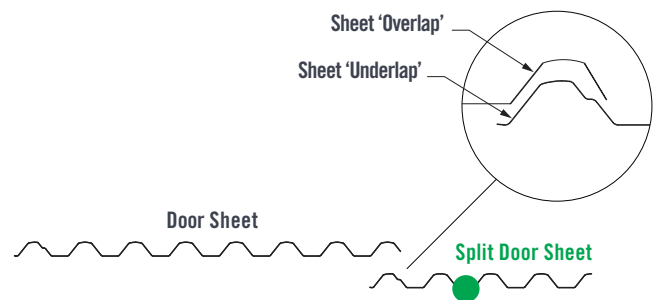 Sheet ‘Overlap’
Sheet ‘Underlap’
Door Sheet
Split Door Sheet